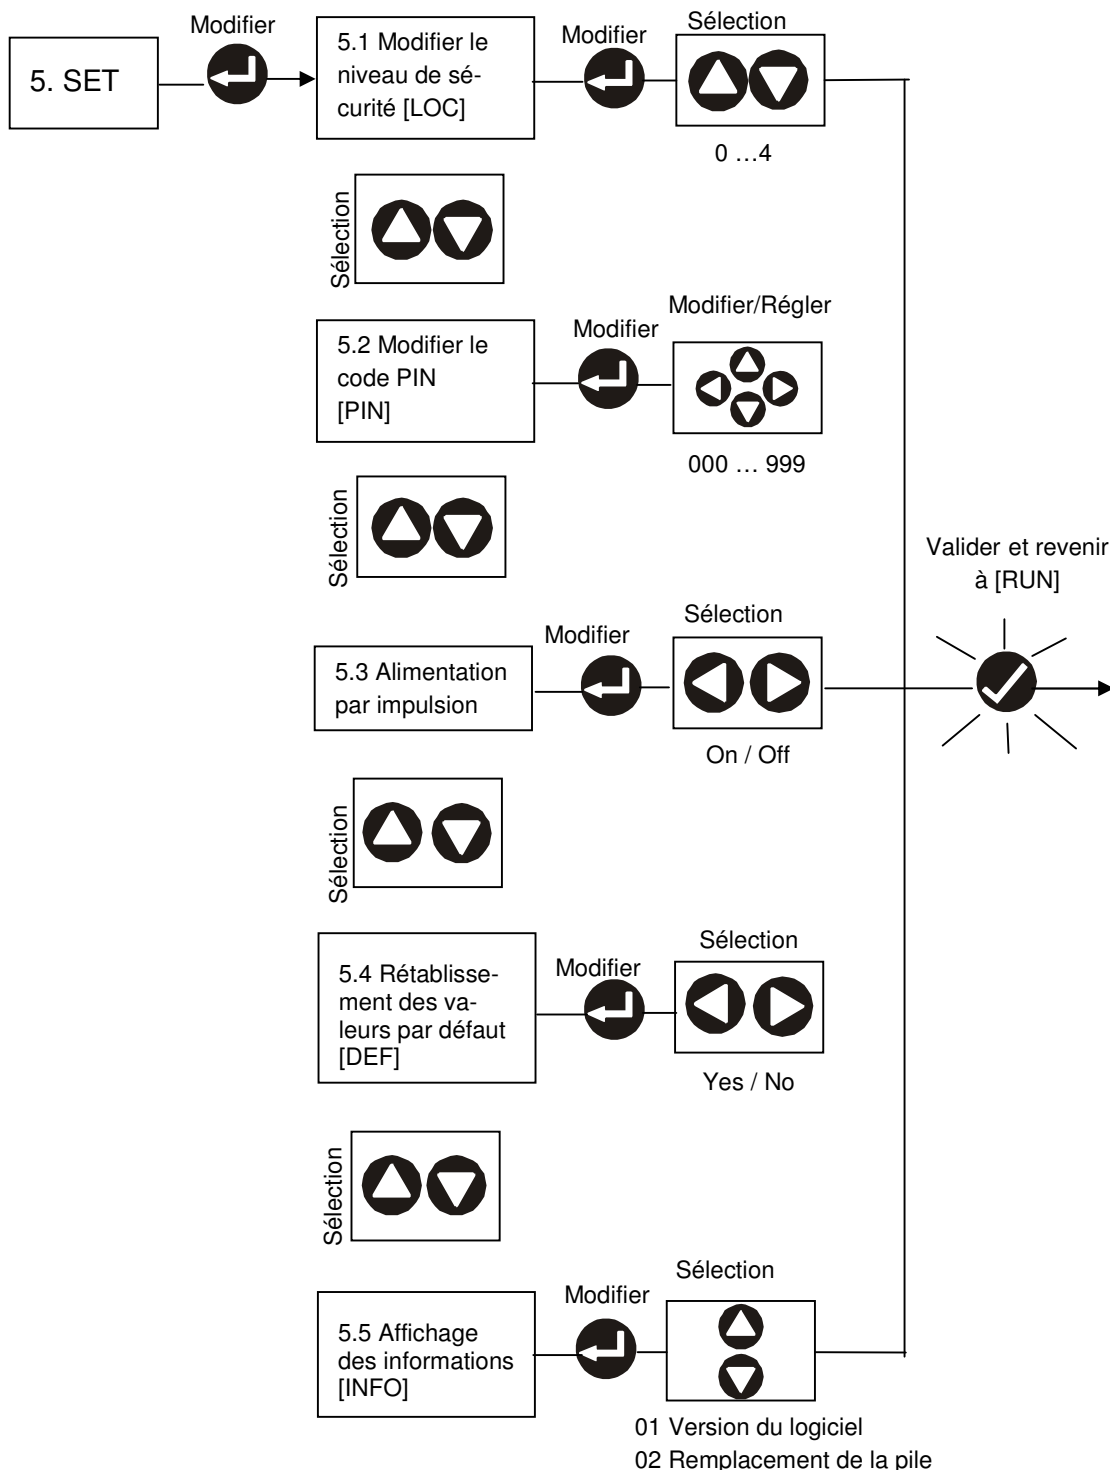 Modifier
5. SET
5.1 Modifier le
niveau de sé-
curité [LOC]
Modifier
Sélection
0 …4
Sélection
5.2 Modifier le
code PIN
[PIN]
Modifier
Modifier/Régler
000 … 999
Sélection
Valider et revenir
à [RUN]
5.3 Alimentation
par impulsion
Modifier
Sélection
On / Off
Sélection
5.4 Rétablisse-
ment des va-
leurs par défaut
[DEF]
Modifier
Sélection
Yes / No
Sélection
5.5 Affichage
des informations
[INFO]
Modifier
Sélection
01 Version du logiciel
02 Remplacement de la pile